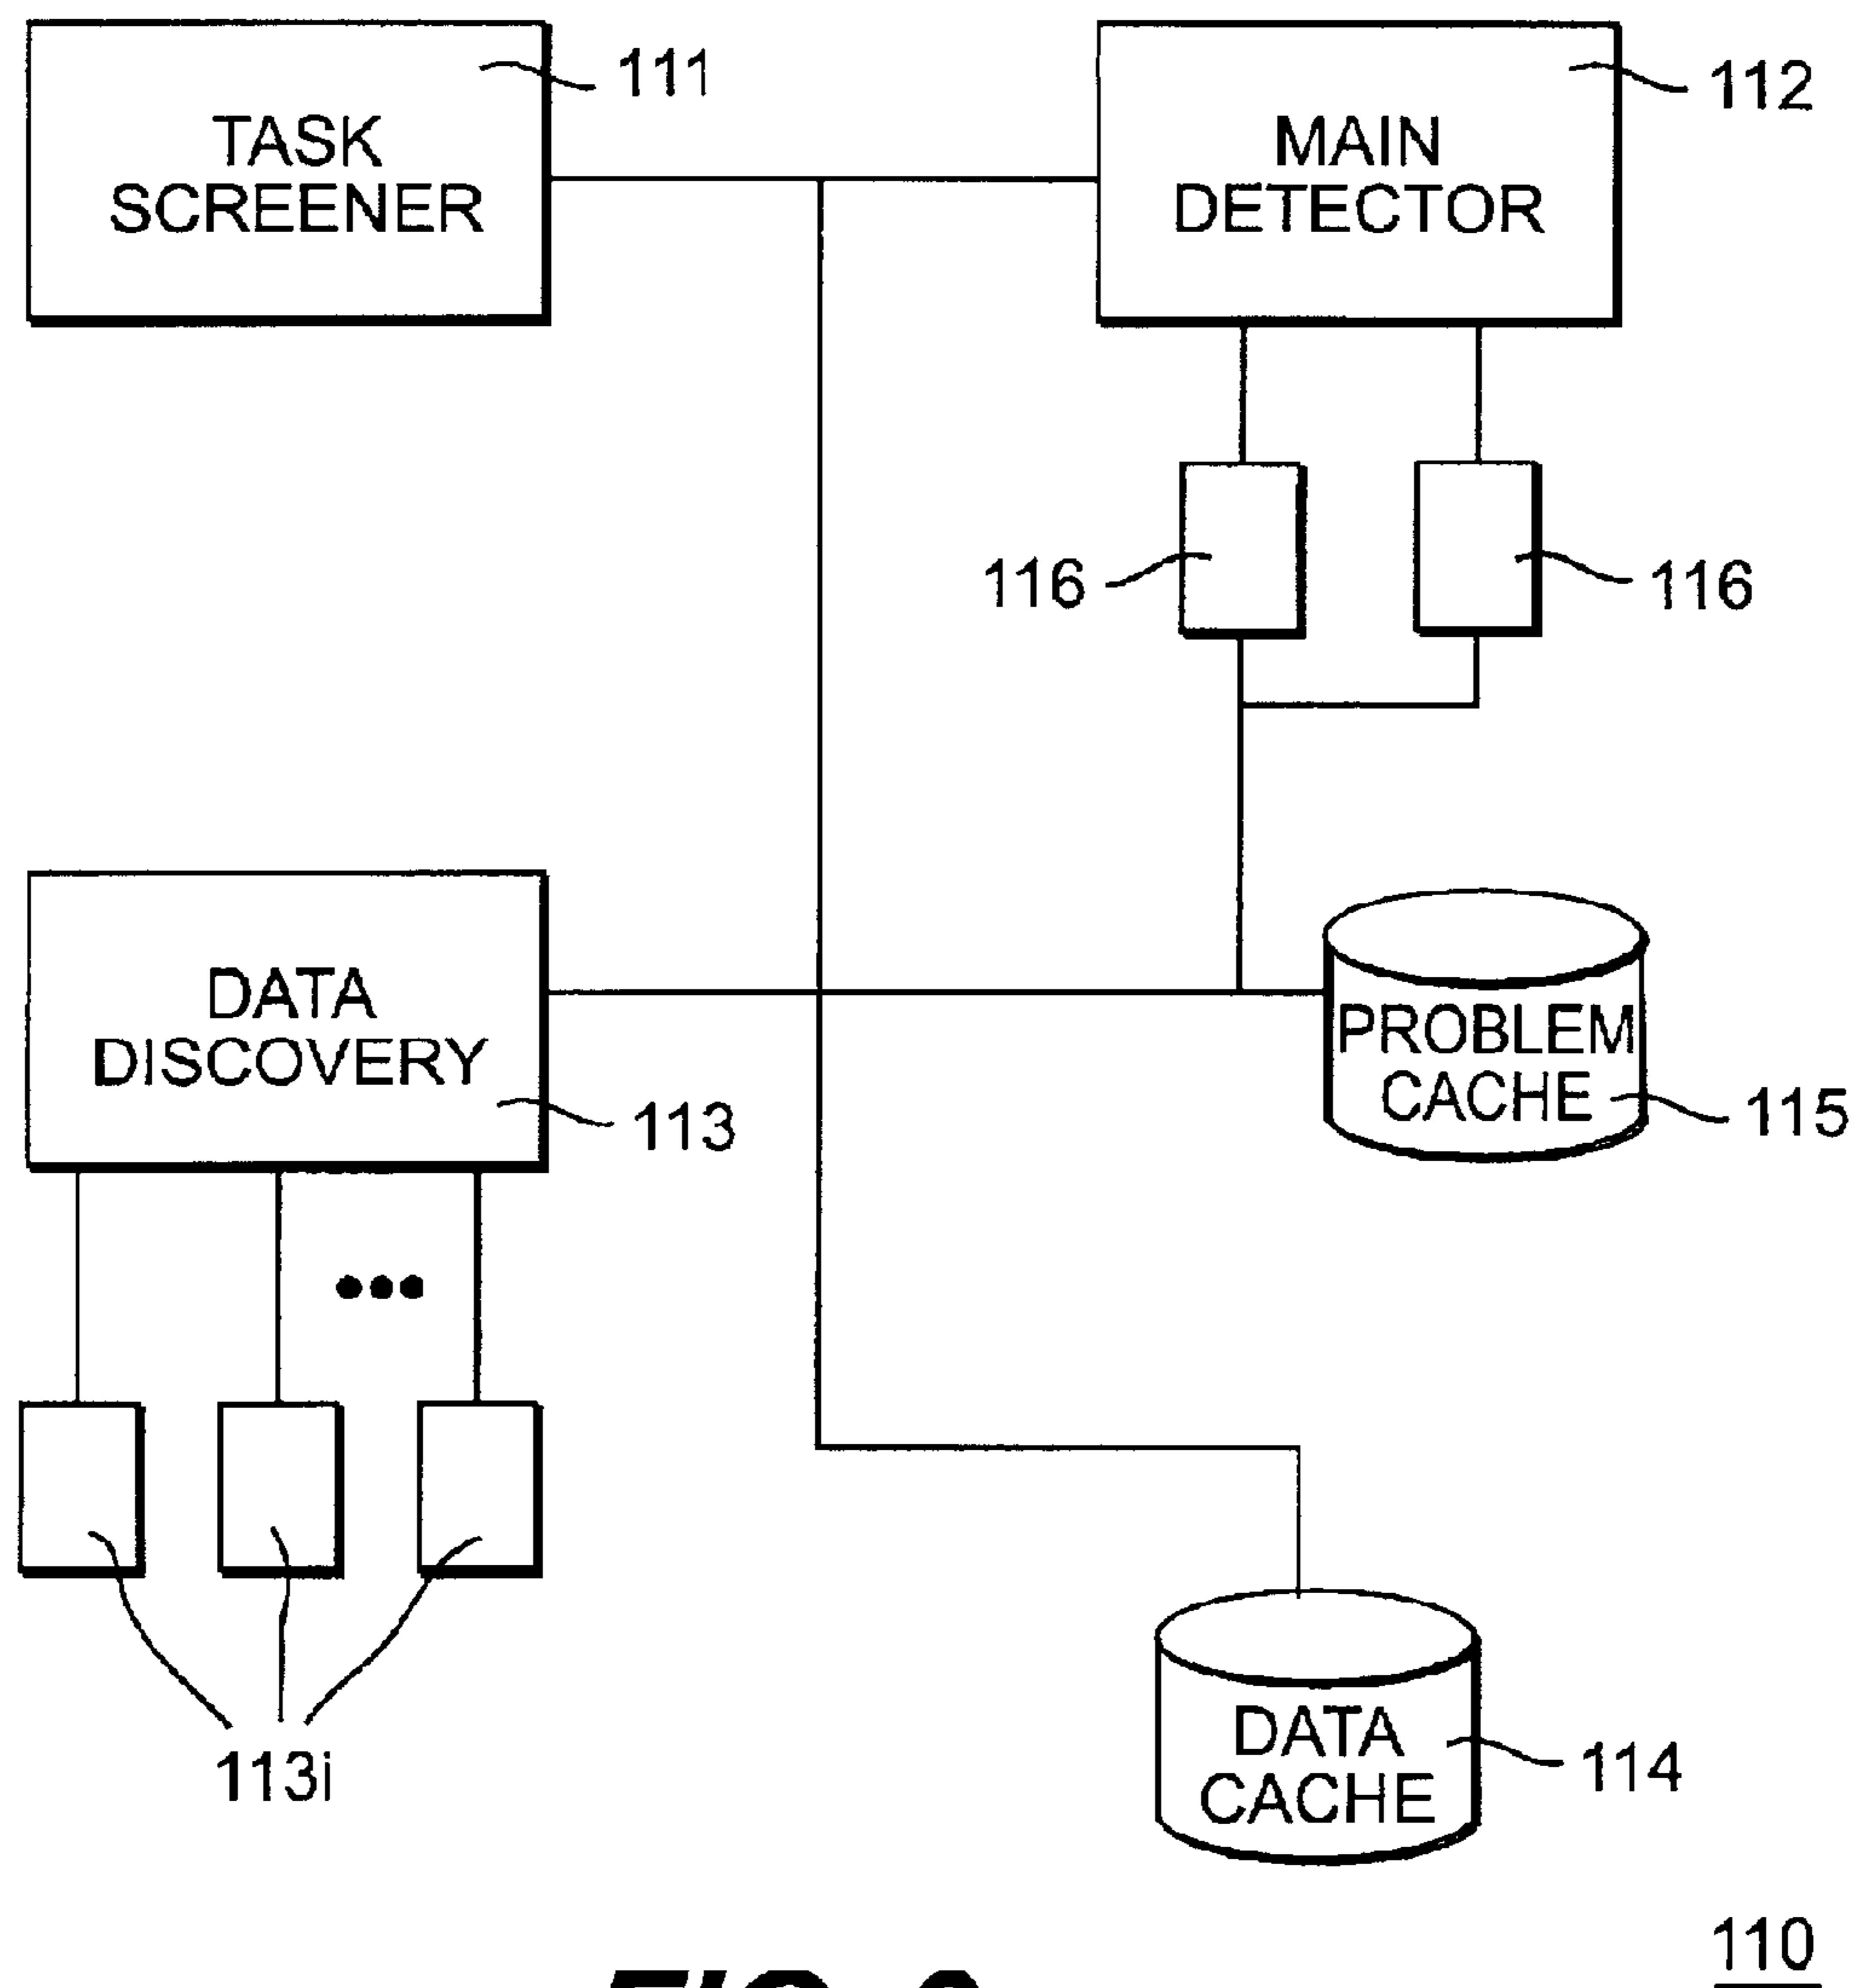 111
TASK
SCREENER
112
MAIN
DETECTOR
116
116
DATA
DISCOVERY
113
PROBLEM
CACHE
115
113i
DATA
CACHE
114
110